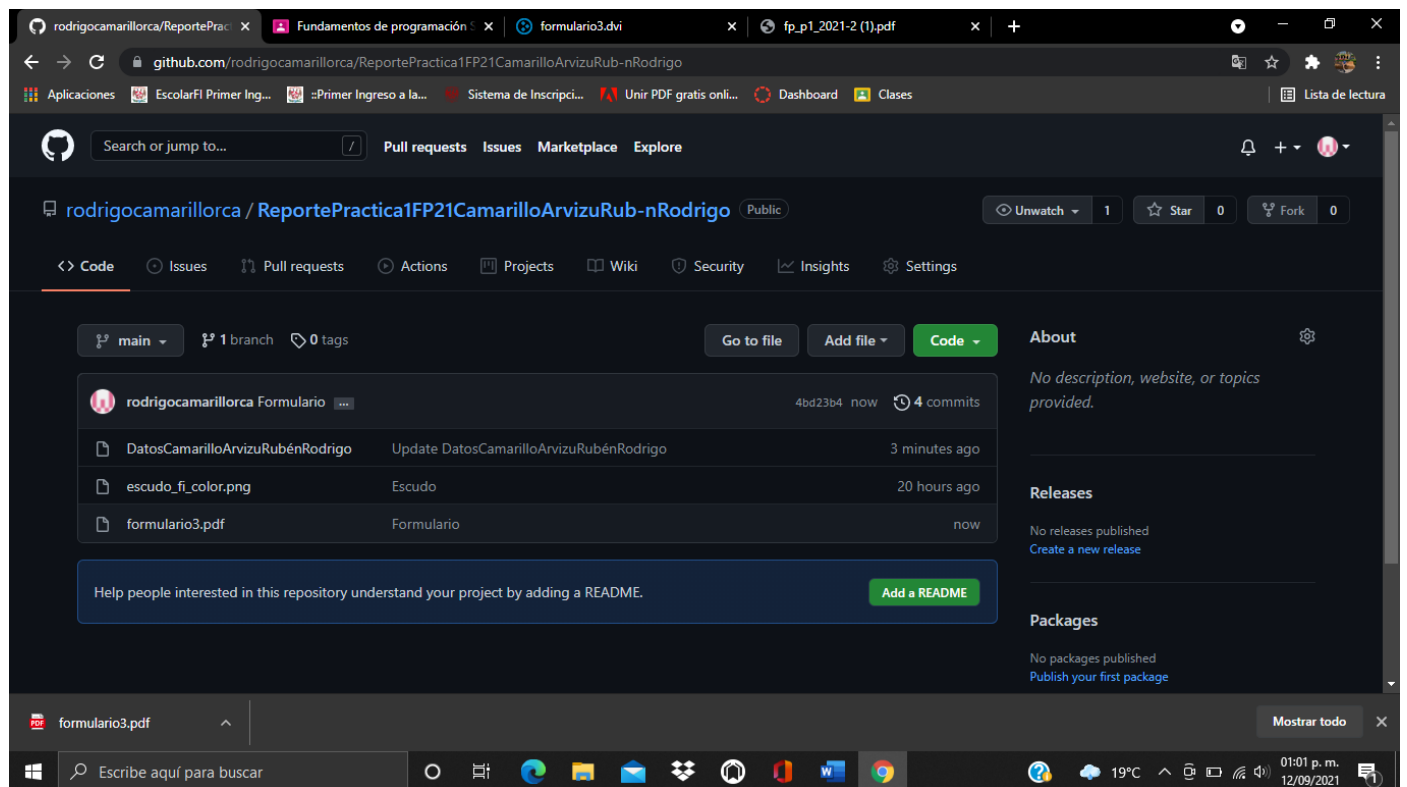 rodrigocamarillorca/ReportePract
Fundamentos de programación S
formulario3.dvi
fp_p1_2021-2 (1).pdf
github.com/rodrigocamarillorca/ReportePractica1FP21CamarilloArvizuRub-nRodrigo
Aplicaciones EscolarFI Primer Ing... ::Primer Ingreso a la... Sistema de Inscripci... Unir PDF gratis onli... Dashboard Clases Lista de lectura
Search or jump to... / Pull requests Issues Marketplace Explore
rodrigocamarillorca / ReportePractica1FP21CamarilloArvizuRub-nRodrigo Public Unwatch 1 Star 0 Fork 0
Code Issues Pull requests Actions Projects Wiki Security Insights Settings
main 1 branch 0 tags Go to file Add file Code
rodrigocamarillorca Formulario ... 4bd23b4 now 4 commits
DatosCamarilloArvizuRubénRodrigo Update DatosCamarilloArvizuRubénRodrigo 3 minutes ago
escudo_fi_color.png Escudo 20 hours ago
formulario3.pdf Formulario now
Help people interested in this repository understand your project by adding a README. Add a README
About
No description, website, or topics
provided.
Releases
No releases published
Create a new release
Packages
No packages published
Publish your first package
PDF formulario3.pdf Mostrar todo
Escribe aquí para buscar 19°C 01:01 p. m.
12/09/2021 1